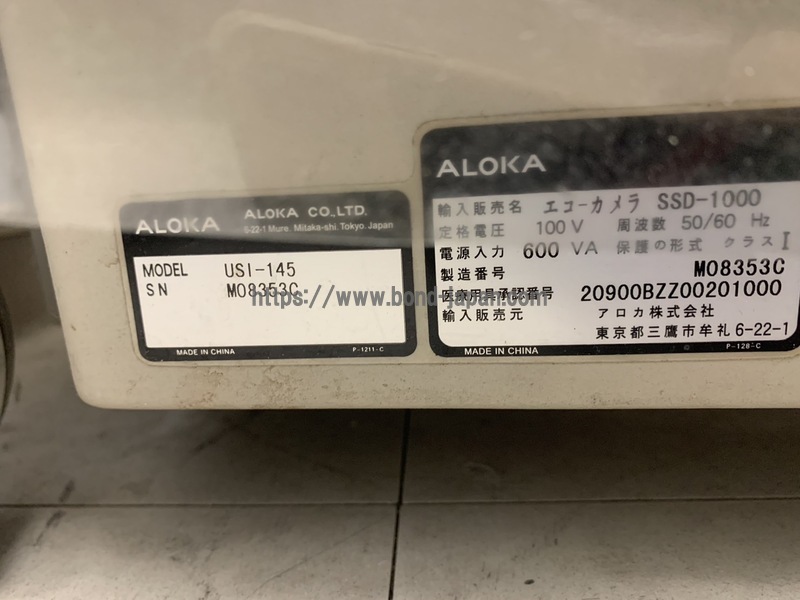 ALOKA
ALOKA CO.,LTD.
6-22-1 Mure. Mitaka-shi. Tokyo. Japan
MODEL USI-145
SN M08353C
MADE IN CHINA
P-1211-C
ALOKA
輸入販売名 エコーカメラ SSD-1000
定格電圧 100V 周波数 50/60 Hz
電源入力 600 VA 保護の形式 クラスI
製造番号 M08353C
医療用具承認番号 20900BZZ00201000
輸入販売元 アロカ株式会社
東京都三鷹市牟礼 6-22-1
MADE IN CHINA
https://www.bond-japan.com